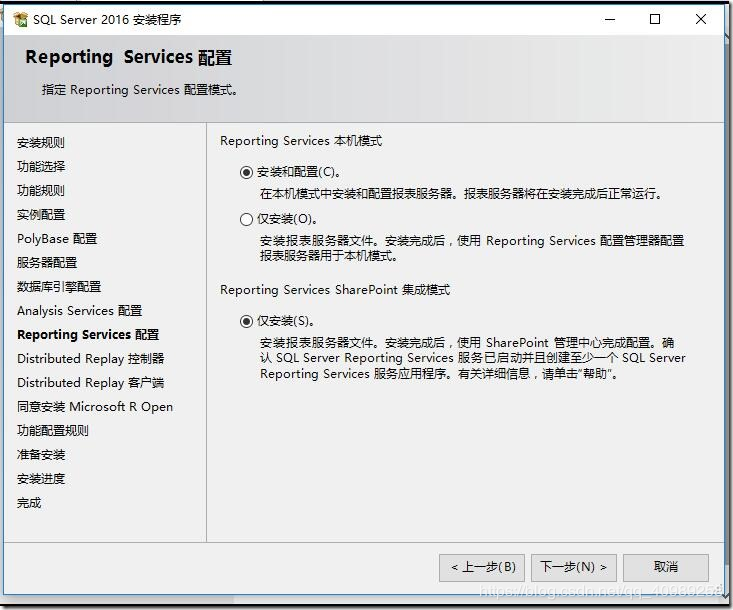 SQL Server 2016 安装程序
Reporting Services 配置
指定 Reporting Services 配置模式。
安装规则
功能选择
功能规则
实例配置
PolyBase 配置
服务器配置
数据库引擎配置
Analysis Services 配置
Reporting Services 配置
Distributed Replay 控制器
Distributed Replay 客户端
同意安装 Microsoft R Open
功能配置规则
准备安装
安装进度
完成
Reporting Services 本机模式
安装和配置(C)。
在本机模式中安装和配置报表服务器。报表服务器将在安装完成后正常运行。
仅安装(O)。
安装报表服务器文件。安装完成后，使用 Reporting Services 配置管理器配置
报表服务器用于本机模式。
Reporting Services SharePoint 集成模式
仅安装(S)。
安装报表服务器文件。安装完成后，使用 SharePoint 管理中心完成配置。确
认 SQL Server Reporting Services 服务已启动并且创建至少一个 SQL Server
Reporting Services 服务应用程序。有关详细信息，请单击“帮助”。
< 上一步(B)
下一步(N) >
取消